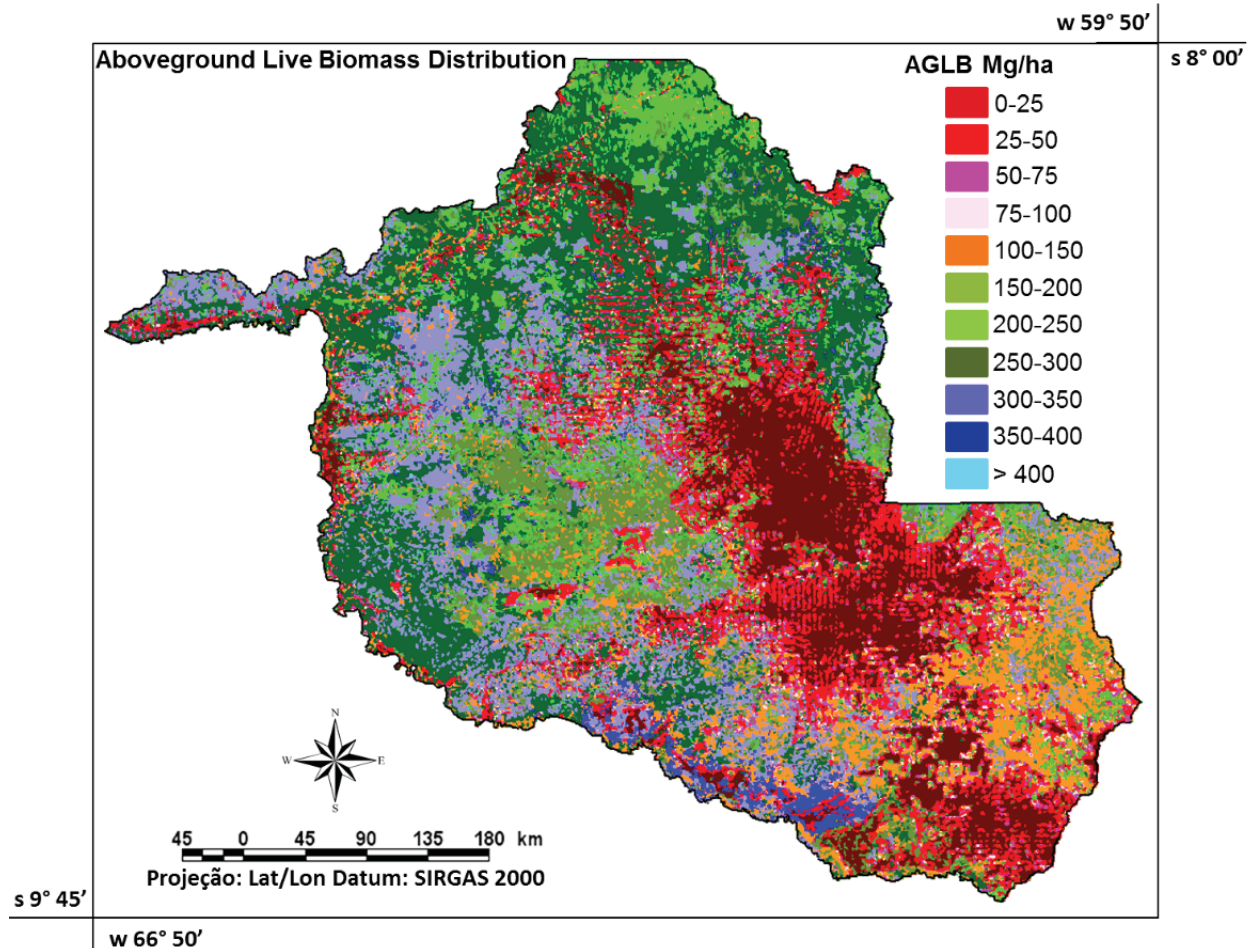 w 59° 50’
s 8° 00’
Aboveground Live Biomass Distribution
AGLB Mg/ha
0-25
25-50
50-75
75-100
100-150
150-200
200-250
250-300
300-350
350-400
> 400
N
W E
S
45 0 45 90 135 180 km
Projeção: Lat/Lon Datum: SIRGAS 2000
s 9° 45’
w 66° 50’